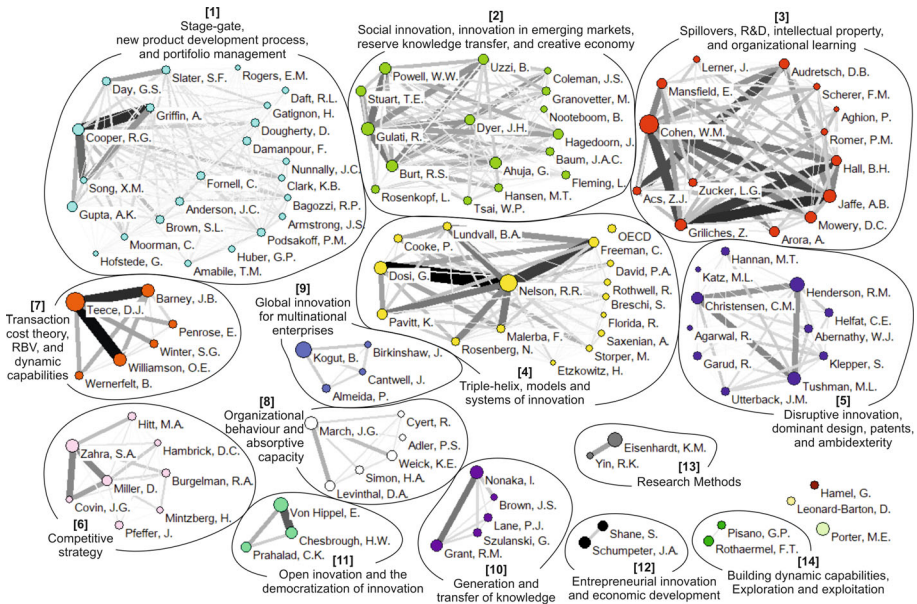 [1]
Stage-gate,
new product development process,
and portifolio management
Slater, S.F.
Rogers, E.M.
Day, G.S.
Daft, R.L.
Griffin, A.
Gatignon, H.
Dougherty, D.
Cooper, R.G.
Damanpour, F.
Nunnally, J.C.
Song, X.M.
Fornell, C.
Clark, K.B.
Bagozzi, R.P.
Gupta, A.K.
Anderson, J.C.
Armstrong, J.S.
Brown, S.L.
Podsakoff, P.M.
Moorman, C.
Huber, G.P.
Hofstede, G.
Amabile, T.M.
[2]
Social innovation, innovation in emerging markets,
reserve knowledge transfer, and creative economy
Powell, W.W.
Uzzi, B.
Coleman, J.S.
Stuart, T.E.
Granovetter, M.
Nooteboom, B.
Gulati, R.
Dyer, J.H.
Hagedoorn, J.
Baum, J.A.C.
Burt, R.S.
Ahuja, G.
Fleming, L.
Rosenkopf, L.
Hansen, M.T.
Tsai, W.P.
[3]
Spillovers, R&D, intellectual property,
and organizational learning
Lerner, J.
Audretsch, D.B.
Mansfield, E.
Scherer, F.M.
Aghion, P.
Cohen, W.M.
Romer, P.M.
Hall, B.H.
Zucker, L.G.
Acs, Z.J.
Jaffe, A.B.
Mowery, D.C.
Griliches, Z.
Arora, A.
Lundvall, B.A.
OECD
Cooke, P.
Freeman, C.
Dosi, G.
David, P.A.
Nelson, R.R.
Rothwell, R.
Breschi, S.
Pavitt, K.
Florida, R.
Malerba, F.
Saxenian, A.
Rosenberg, N.
Storper, M.
Etzkowitz, H.
[4]
Triple-helix, models and
systems of innovation
Hannan, M.T.
Katz, M.L.
Henderson, R.M.
Christensen, C.M.
Helfat, C.E.
Agarwal, R.
Abernathy, W.J.
Garud, R.
Klepper, S.
Tushman, M.L.
Utterback, J.M.
[5]
Disruptive innovation,
dominant design, patents,
and ambidexterity
[7]
Transaction
cost theory,
RBV, and
dynamic
capabilities
Barney, J.B.
Teece, D.J.
Penrose, E.
Winter, S.G.
Williamson, O.E.
Wernerfelt, B.
[9]
Global innovation
for multinational
enterprises
Birkinshaw, J.
Kogut, B.
Cantwell, J.
Almeida, P.
[8]
Organizational
behaviour and
absorptive
capacity
Cyert, R.
March, J.G.
Adler, P.S.
Weick, K.E.
Simon, H.A.
Levinthal, D.A.
Hitt, M.A.
Zahra, S.A.
Hambrick, D.C.
Miller, D.
Burgelman, R.A.
Covin, J.G.
Mintzberg, H.
Pfeffer, J.
[6]
Competitive
strategy
Von Hippel, E.
Chesbrough, H.W.
Prahalad, C.K.
[11]
Open inovation and the
democratization of innovation
Nonaka, I.
Brown, J.S.
Lane, P.J.
Szulanski, G.
Grant, R.M.
[10]
Generation and
transfer of knowledge
Eisenhardt, K.M.
Yin, R.K.
[13]
Research Methods
Shane, S.
Schumpeter, J.A.
[12]
Entrepreneurial innovation
and economic development
Hamel, G.
Leonard-Barton, D.
Porter, M.E.
Pisano, G.P.
Rothaermel, F.T.
[14]
Building dynamic capabilities,
Exploration and exploitation